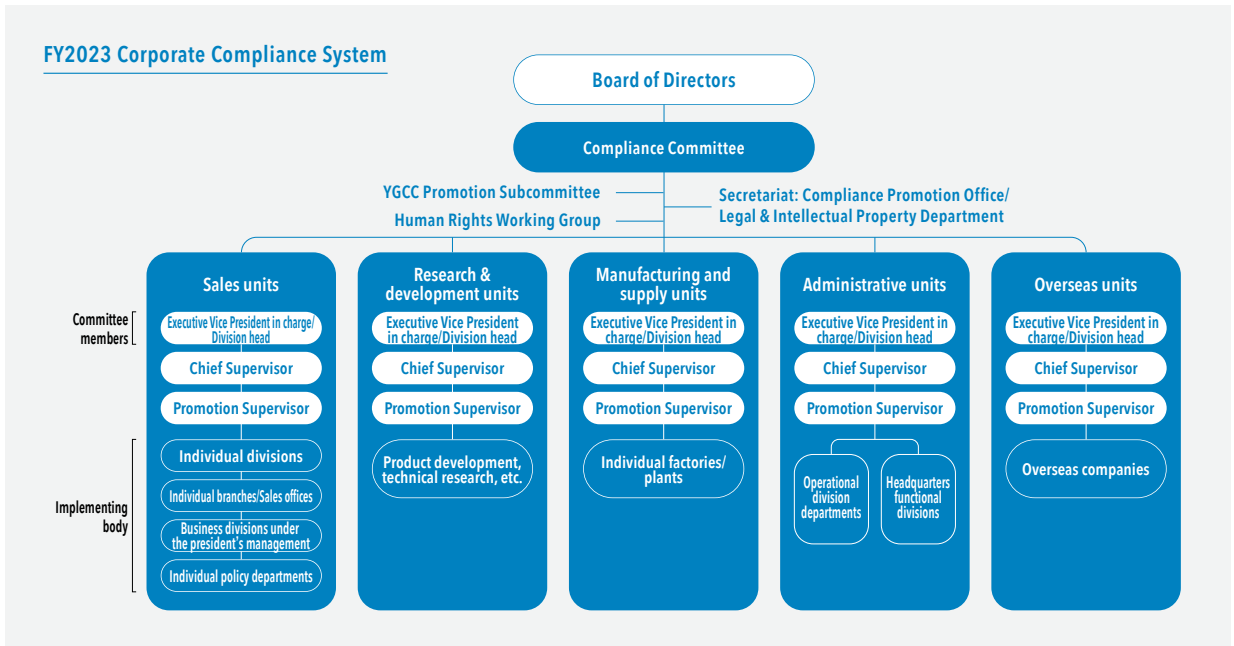 FY2023 Corporate Compliance System
Board of Directors
Compliance Committee
YGCC Promotion Subcommittee
Human Rights Working Group
Secretariat: Compliance Promotion Office/
Legal & Intellectual Property Department
Committee
members
Implementing
body
Sales units
Executive Vice President in charge/
Division head
Chief Supervisor
Promotion Supervisor
Individual divisions
Individual branches/Sales offices
Business divisions under
the president's management
Individual policy departments
Research &
development units
Executive Vice President
in charge/Division head
Chief Supervisor
Promotion Supervisor
Product development,
technical research, etc.
Manufacturing and
supply units
Executive Vice President in
charge/Division head
Chief Supervisor
Promotion Supervisor
Individual factories/
plants
Administrative units
Executive Vice President in
charge/Division head
Chief Supervisor
Promotion Supervisor
Operational
division
departments
Headquarters
functional
divisions
Overseas units
Executive Vice President in
charge/Division head
Chief Supervisor
Promotion Supervisor
Overseas companies